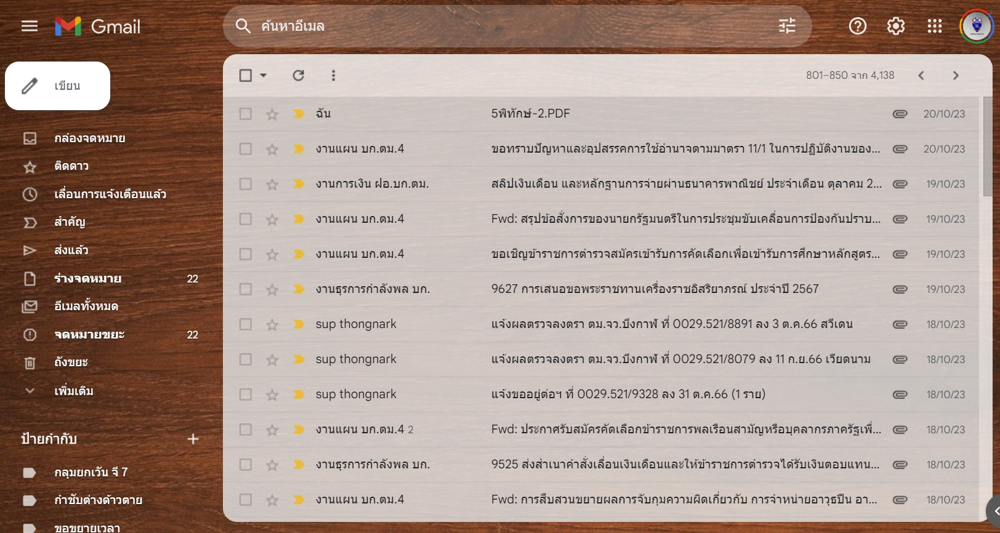 Gmail
ค้นหาอีเมล
เขียน
801–850 จาก 4,138
กล่องจดหมาย
ติดดาว
เลื่อนการแจ้งเตือนแล้ว
สำคัญ
ส่งแล้ว
ร่างจดหมาย 22
อีเมลทั้งหมด
จดหมายขยะ 22
ถังขยะ
เพิ่มเติม
ป้ายกำกับ
กลุมยกเว้น จี 7
กำชับต่างด้าวตาย
ขอขยายเวลา
ฉัน 5พิทักษ์-2.PDF 20/10/23
งานแผน บก.ตม.4 ขอทราบปัญหาและอุปสรรคการใช้อำนาจตามมาตรา 11/1 ในการปฏิบัติงานของ... 20/10/23
งานการเงิน ฝอ.บก.ตม. สลิปเงินเดือน และหลักฐานการจ่ายผ่านธนาคารพาณิชย์ ประจำเดือน ตุลาคม 2... 19/10/23
งานแผน บก.ตม.4 Fwd: สรุปข้อสั่งการของนายกรัฐมนตรีในการประชุมขับเคลื่อนการป้องกันปราบ... 19/10/23
งานแผน บก.ตม.4 ขอเชิญข้าราชการตำรวจสมัครเข้ารับการคัดเลือกเพื่อเข้ารับการศึกษาหลักสูตร... 19/10/23
งานธุรการกำลังพล บก. 9627 การเสนอขอพระราชทานเครื่องราชอิสริยาภรณ์ ประจำปี 2567 19/10/23
sup thongnark แจ้งผลตรวจลงตรา ตม.จว.บึงกาฬ ที่ 0029.521/8891 ลง 3 ต.ค.66 สวีเดน 18/10/23
sup thongnark แจ้งผลตรวจลงตรา ตม.จว.บึงกาฬ ที่ 0029.521/8079 ลง 11 ก.ย.66 เวียดนาม 18/10/23
sup thongnark แจ้งขออยู่ต่อฯ ที่ 0029.521/9328 ลง 31 ต.ค.66 (1 ราย) 18/10/23
งานแผน บก.ตม.4 2 Fwd: ประกาศรับสมัครคัดเลือกข้าราชการพลเรือนสามัญหรือบุคลากรภาครัฐเพื่... 18/10/23
งานธุรการกำลังพล บก. 9525 ส่งสำเนาคำสั่งเลื่อนเงินเดือนและให้ข้าราชการตำรวจได้รับเงินตอบแทน... 18/10/23
งานแผน บก.ตม.4 Fwd: การสืบสวนขยายผลการจับกุมความผิดเกี่ยวกับ การจำหน่ายอาวุธปืน อา... 18/10/23